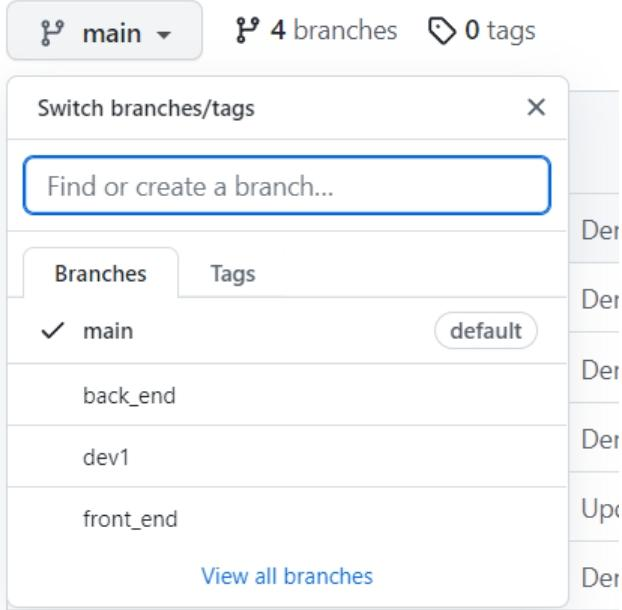 main 4 branches 0 tags
Switch branches/tags
Find or create a branch...
Branches Tags
main default
back_end
dev1
front_end
View all branches